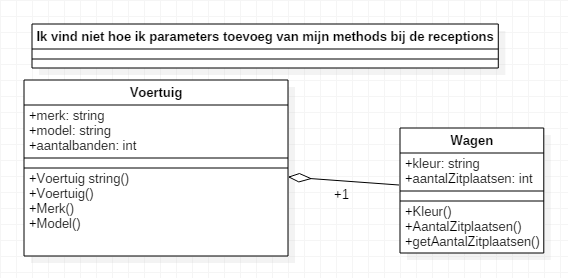 Ik vind niet hoe ik parameters toevoeg van mijn methods bij de receptions
Voertuig
+merk: string
+model: string
+aantalbanden: int
+Voertuig string()
+Voertuig()
+Merk()
+Model()
+1
Wagen
+kleur: string
+aantalZitplaatsen: int
+Kleur()
+AantalZitplaatsen()
+getAantalZitplaatsen()